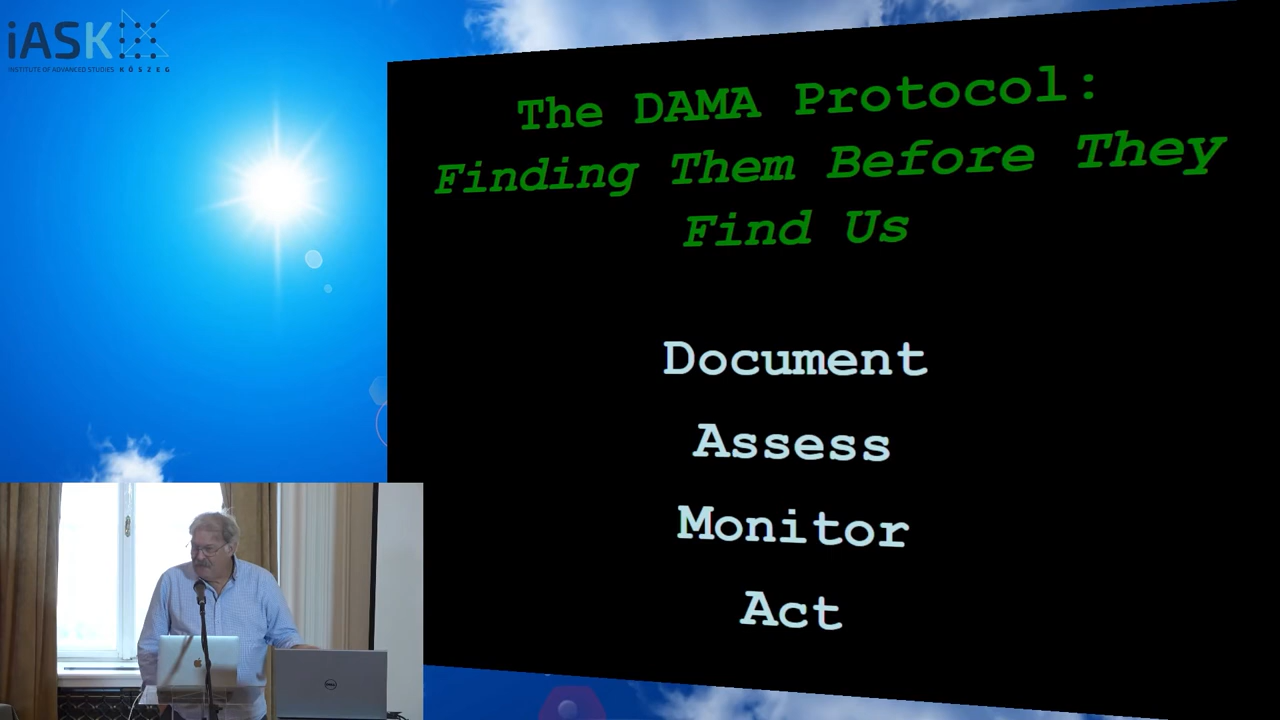 iASK
INSTITUTE OF ADVANCED STUDIES KŐSZEG
The DAMA Protocol:
Finding Them Before They
Find Us
Document
Assess
Monitor
Act
DELL